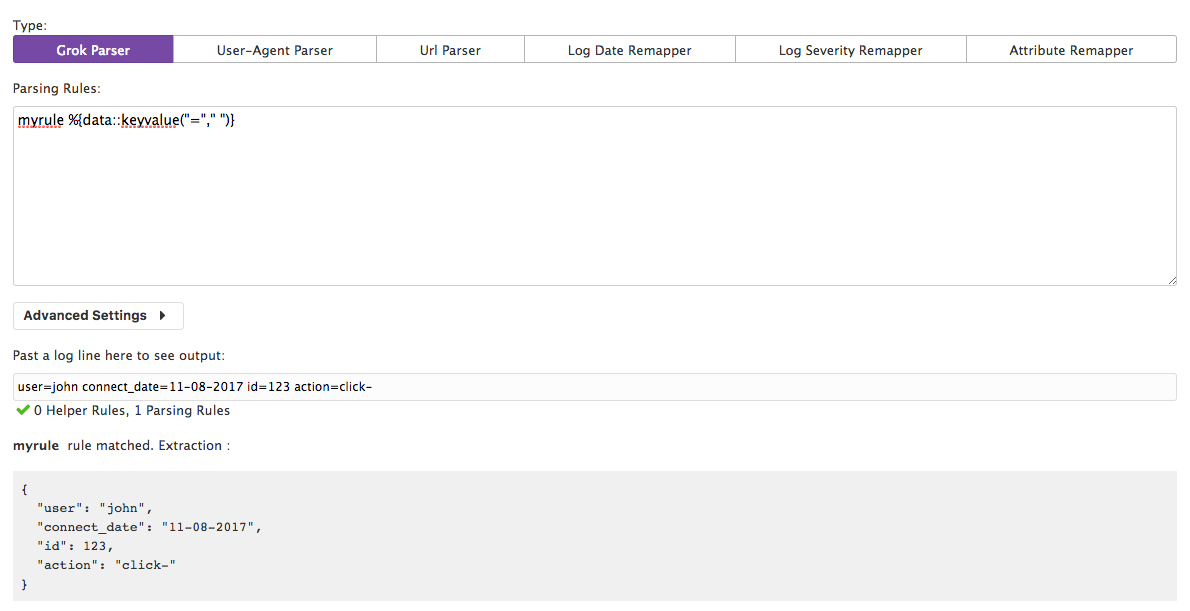 Type:
Grok Parser User-Agent Parser Url Parser Log Date Remapper Log Severity Remapper Attribute Remapper
Parsing Rules:
myrule %{data::keyvalue("="," ")}
Advanced Settings
Past a log line here to see output:
user=john connect_date=11-08-2017 id=123 action=click-
0 Helper Rules, 1 Parsing Rules
myrule rule matched. Extraction :
{
"user": "john",
"connect_date": "11-08-2017",
"id": 123,
"action": "click-"
}